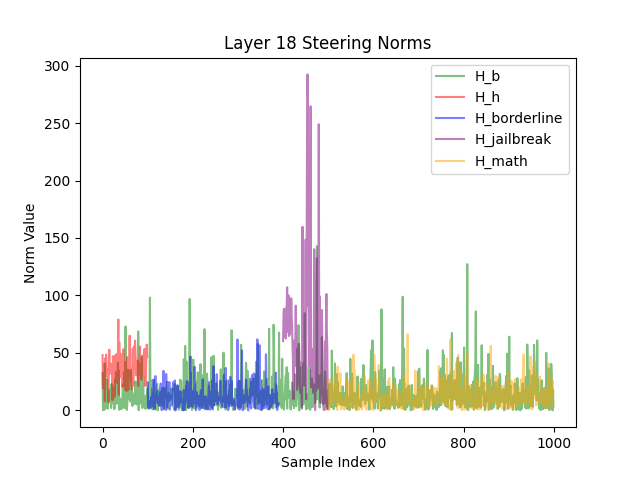 Layer 18 Steering Norms
300
250
200
150
100
50
0
Norm Value
H_b
H_h
H_borderline
H_jailbreak
H_math
0
200
400
600
800
1000
Sample Index